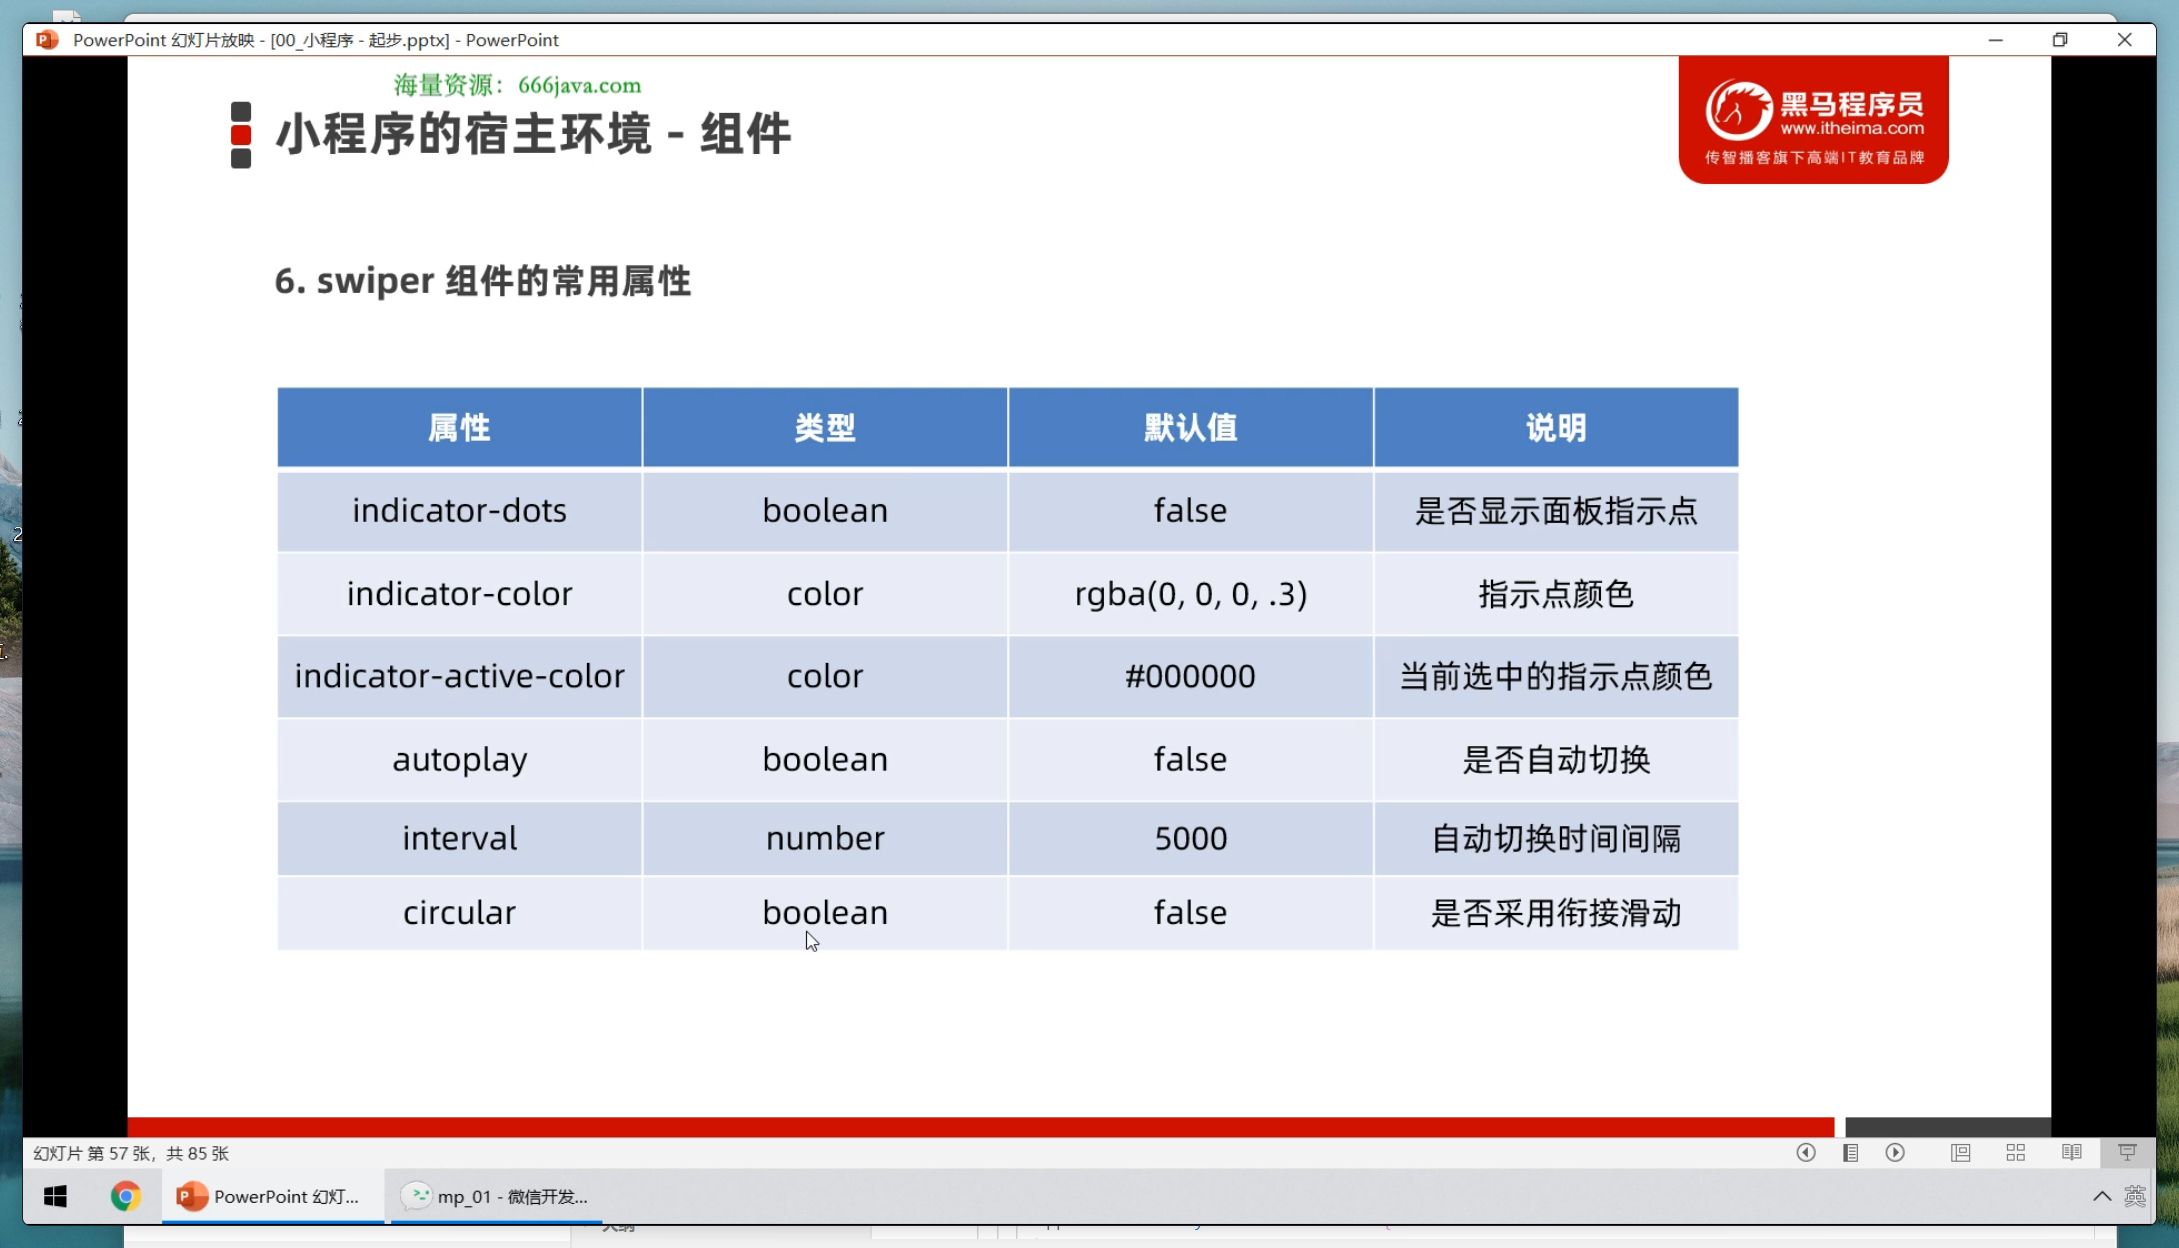 PowerPoint 幻灯片放映 - [00_小程序 - 起步.pptx] - PowerPoint
海量资源：666java.com
小程序的宿主环境 - 组件
黑马程序员
www.itheima.com
传智播客旗下高端IT教育品牌
6. swiper 组件的常用属性
属性 类型 默认值 说明
indicator-dots boolean false 是否显示面板指示点
indicator-color color rgba(0, 0, 0, .3) 指示点颜色
indicator-active-color color #000000 当前选中的指示点颜色
autoplay boolean false 是否自动切换
interval number 5000 自动切换时间间隔
circular boolean false 是否采用衔接滑动
幻灯片 第 57 张，共 85 张
PowerPoint 幻灯... mp_01 - 微信开发... 英